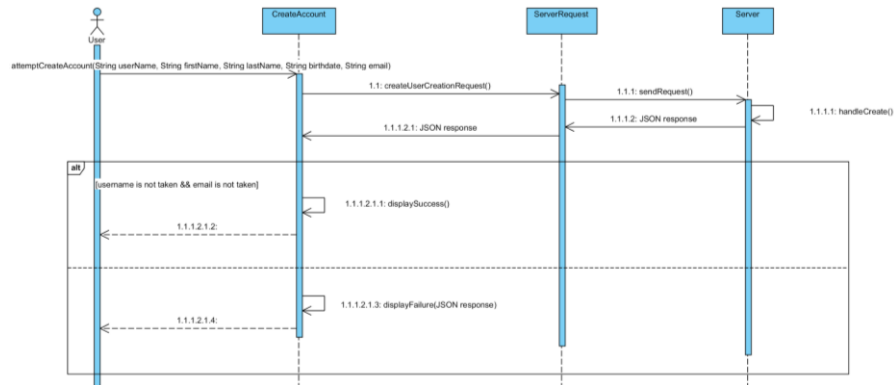 CreateAccount
ServerRequest
Server
User
attemptCreateAccount(String userName, String firstName, String lastName, String birthdate, String email)
1.1: createUserCreationRequest()
1.1.1: sendRequest()
1.1.1.1: handleCreate()
1.1.1.2: JSON response
1.1.1.2.1: JSON response
alt
[username is not taken && email is not taken]
1.1.1.2.1.1: displaySuccess()
1.1.1.2.1.2:
1.1.1.2.1.3: displayFailure(JSON response)
1.1.1.2.1.4: